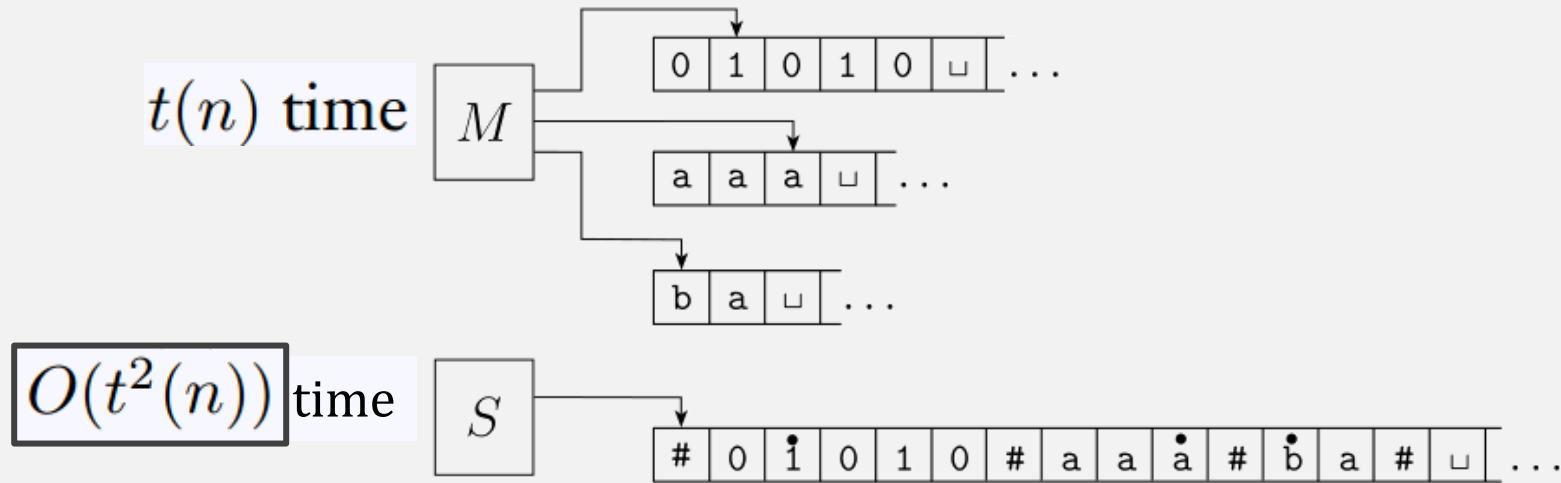 0 1 0 1 0 ␣ ...
t(n) time M
a a a ␣ ...
b a ␣ ...
O(t²(n)) time S
# 0 1̇ 0 1 0 # a a ȧ # ḃ a # ␣ ...